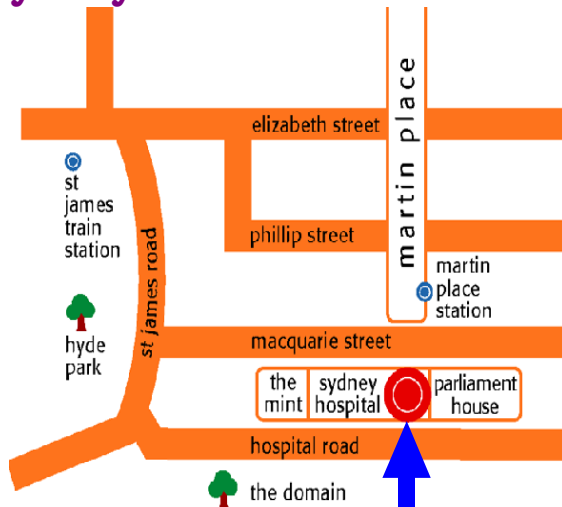 elizabeth street
martin place
st
james
train
station
phillip street
st james road
martin
place
station
hyde
park
macquarie street
the
mint
sydney
hospital
parliament
house
hospital road
the domain